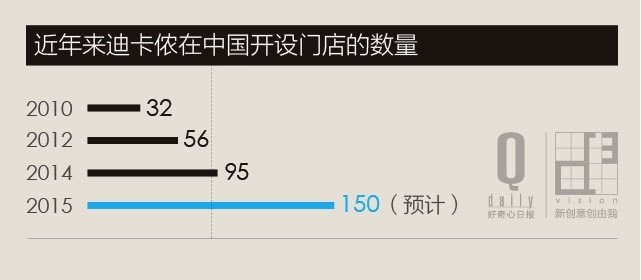 近年来迪卡侬在中国开设门店的数量
2010 32
2012 56
2014 95
2015 150（预计）
Q
daily
好奇心日报
d3
vision
新创意创由我